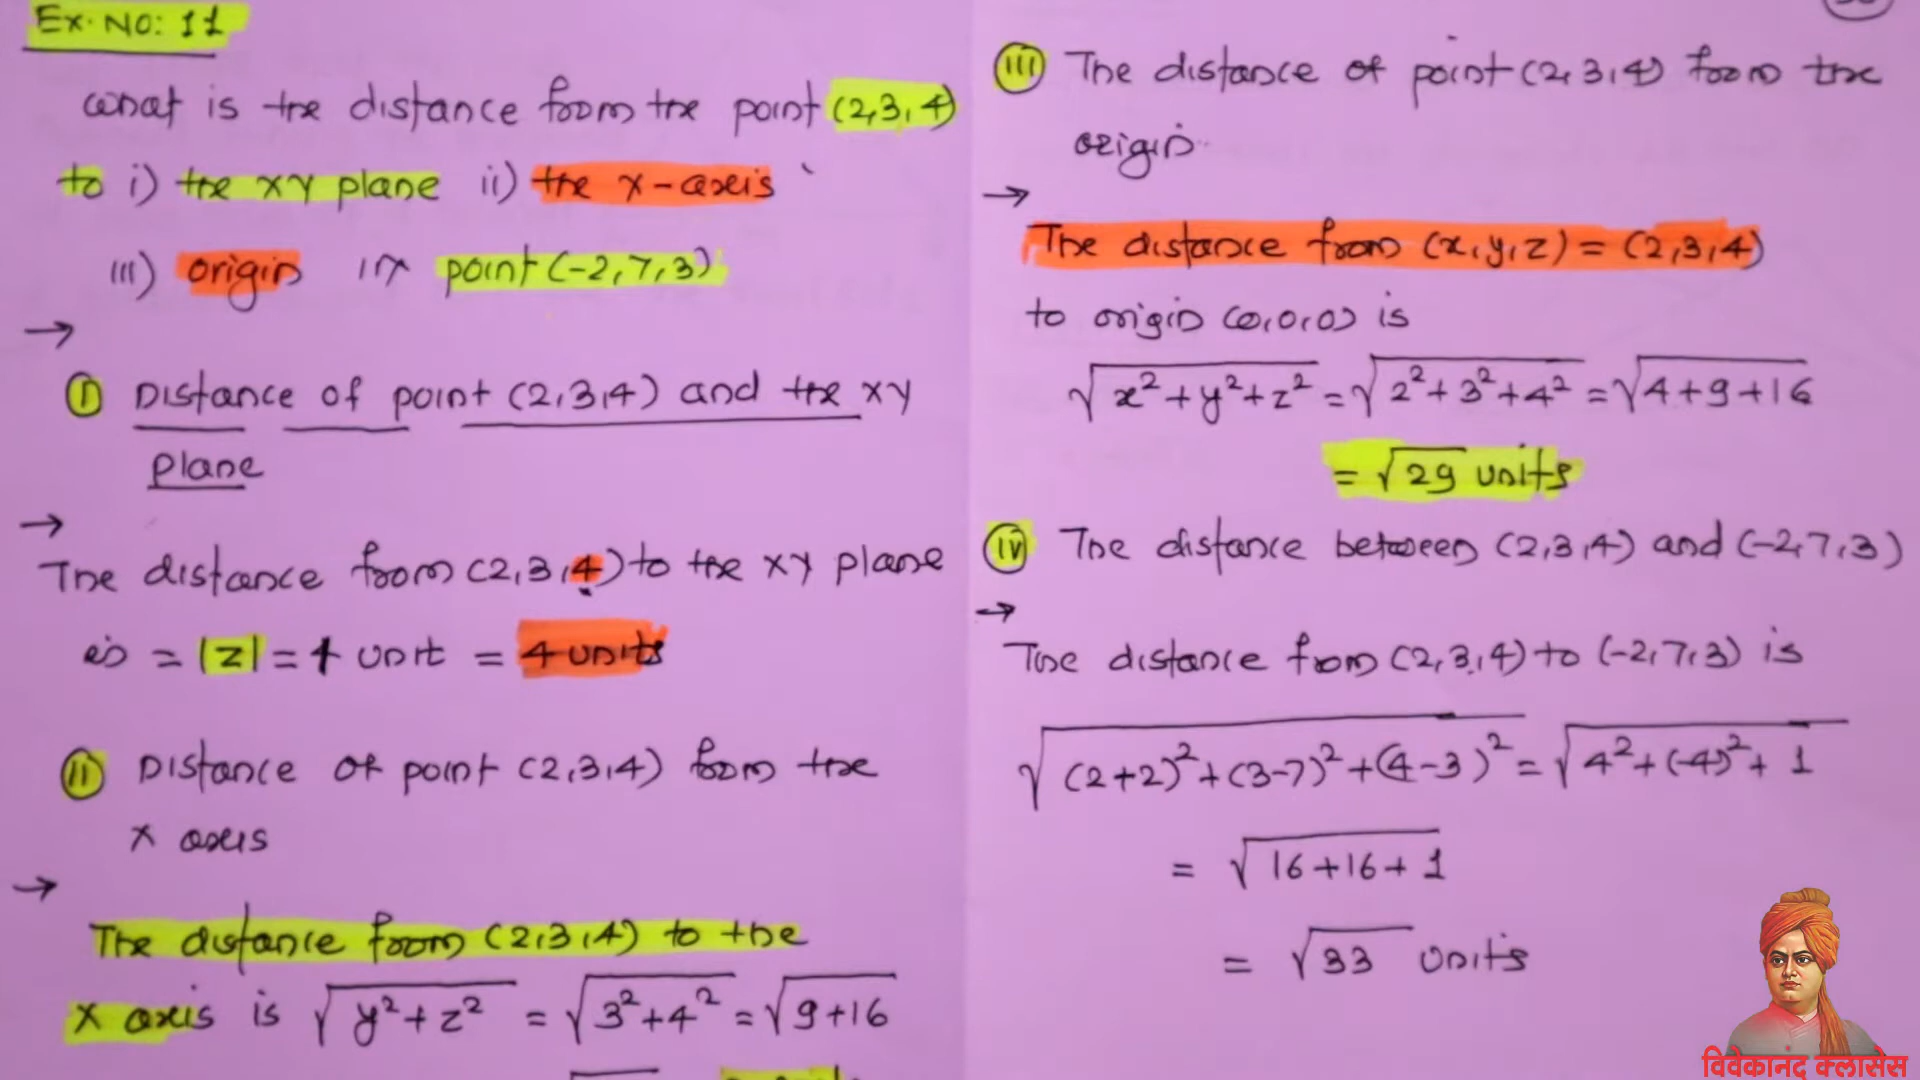 Ex. No: 11
What is the distance from the point (2,3,4)
to i) the XY plane ii) the x-axis
iii) origin iv) point (-2,7,3)
→
i) Distance of point (2,3,4) and the XY
plane
→
The distance from (2,3,4) to the XY plane
is = |z| = 4 unit = 4 units
ii) Distance of point (2,3,4) from the
X axis
→
The distance from (2,3,4) to the
X axis is √(y²+z²) = √(3²+4²) = √(9+16)
iii) The distance of point (2,3,4) from the
origin
→
The distance from (x,y,z) = (2,3,4)
to origin (0,0,0) is
√(x²+y²+z²) = √(2²+3²+4²) = √(4+9+16)
= √29 units
iv) The distance between (2,3,4) and (-2,7,3)
→
The distance from (2,3,4) to (-2,7,3) is
√((2+2)²+(3-7)²+(4-3)²) = √(4²+(-4)²+1)
= √(16+16+1)
= √33 units
विवेकानंद क्लासेस